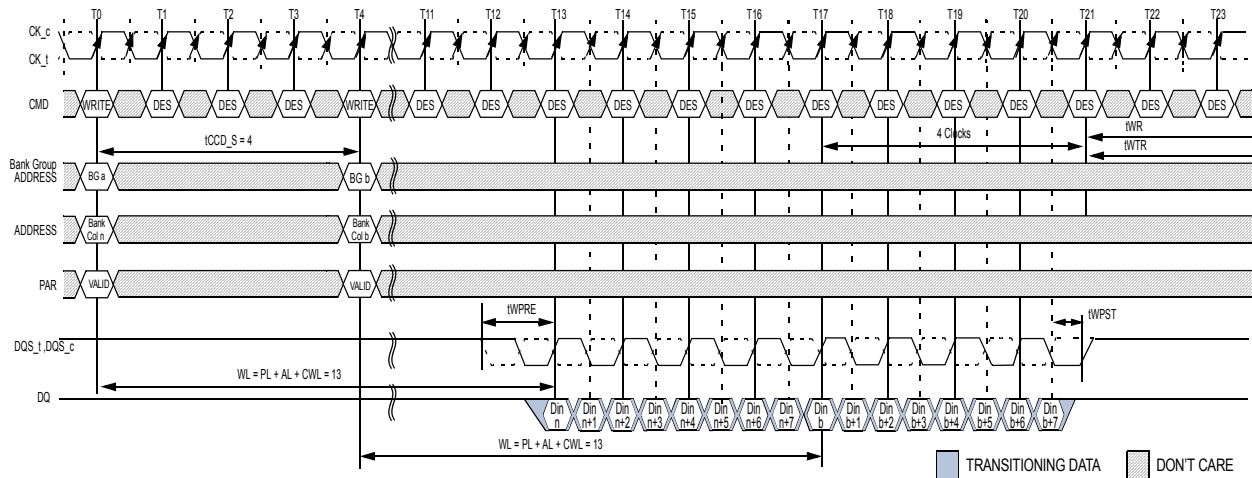 T0 T1 T2 T3 T4 T11 T12 T13 T14 T15 T16 T17 T18 T19 T20 T21 T22 T23
CK_c
CK_t
CMD WRITE DES DES DES WRITE DES DES DES DES DES DES DES DES DES DES DES DES DES
tCCD_S = 4
4 Clocks
tWR
tWTR
Bank Group
ADDRESS
BG a BG b
ADDRESS
Bank
Col n
Bank
Col b
PAR VALID VALID
tWPRE tWPST
DQS_t ,DQS_c
WL = PL + AL + CWL = 13
DQ
Din Din Din Din Din Din Din Din Din Din Din Din Din Din Din Din
n n+1 n+2 n+3 n+4 n+5 n+6 n+7 b b+1 b+2 b+3 b+4 b+5 b+6 b+7
WL = PL + AL + CWL = 13
TRANSITIONING DATA DON'T CARE